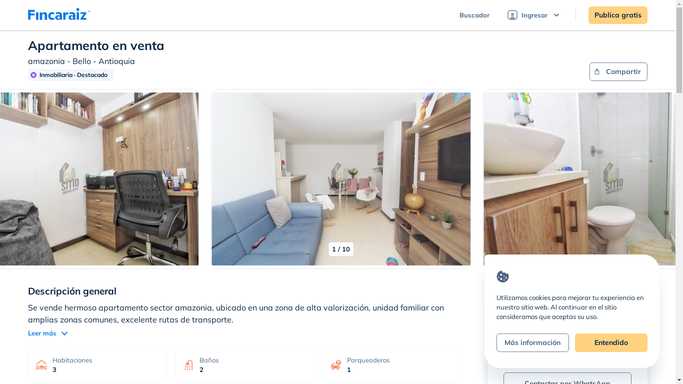 Fincaraiz
Buscador
Ingresar
Publica gratis
Apartamento en venta
amazonia - Bello - Antioquia
Inmobiliaria - Destacado
Compartir
SITIO
SITIO
SITIO
1 / 10
Descripción general
Se vende hermoso apartamento sector amazonia, ubicado en una zona de alta valorización, unidad familiar con
amplias zonas comunes, excelente rutas de transporte.
Leer más
Habitaciones
3
Baños
2
Parqueaderos
1
Utilizamos cookies para mejorar tu experiencia en
nuestro sitio web. Al continuar en el sitio
consideramos que aceptas su uso.
Más información
Entendido
Contactar por WhatsApp